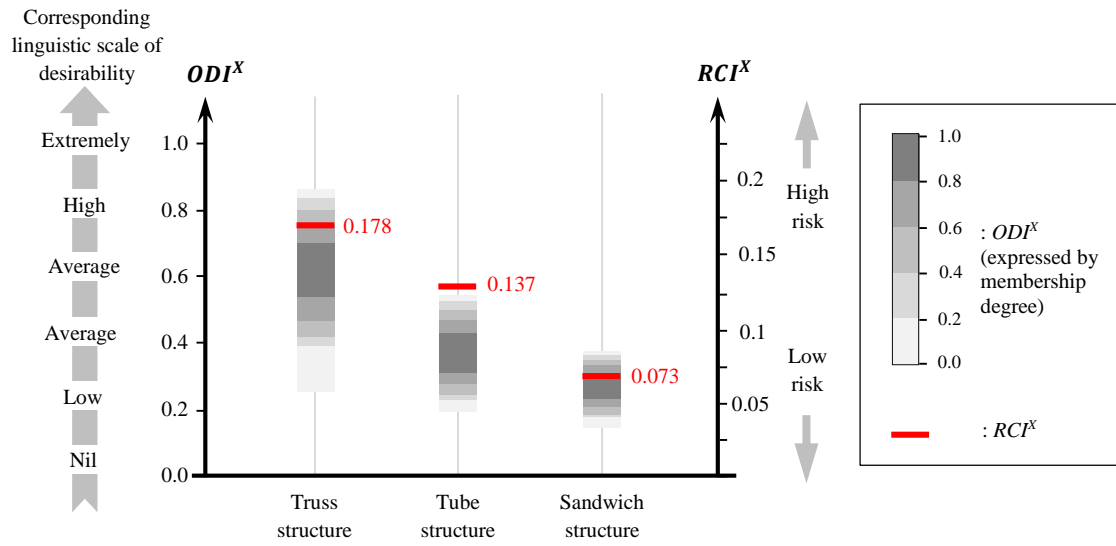 Corresponding
linguistic scale of
desirability
Extremely
High
Average
Average
Low
Nil
ODI^X
1.0
0.8
0.6
0.4
0.2
0.0
0.178
0.137
0.073
Truss
structure
Tube
structure
Sandwich
structure
RCI^X
0.2
0.15
0.1
0.05
High
risk
Low
risk
1.0
0.8
0.6
0.4
0.2
0.0
: ODI^X
(expressed by
membership
degree)
: RCI^X